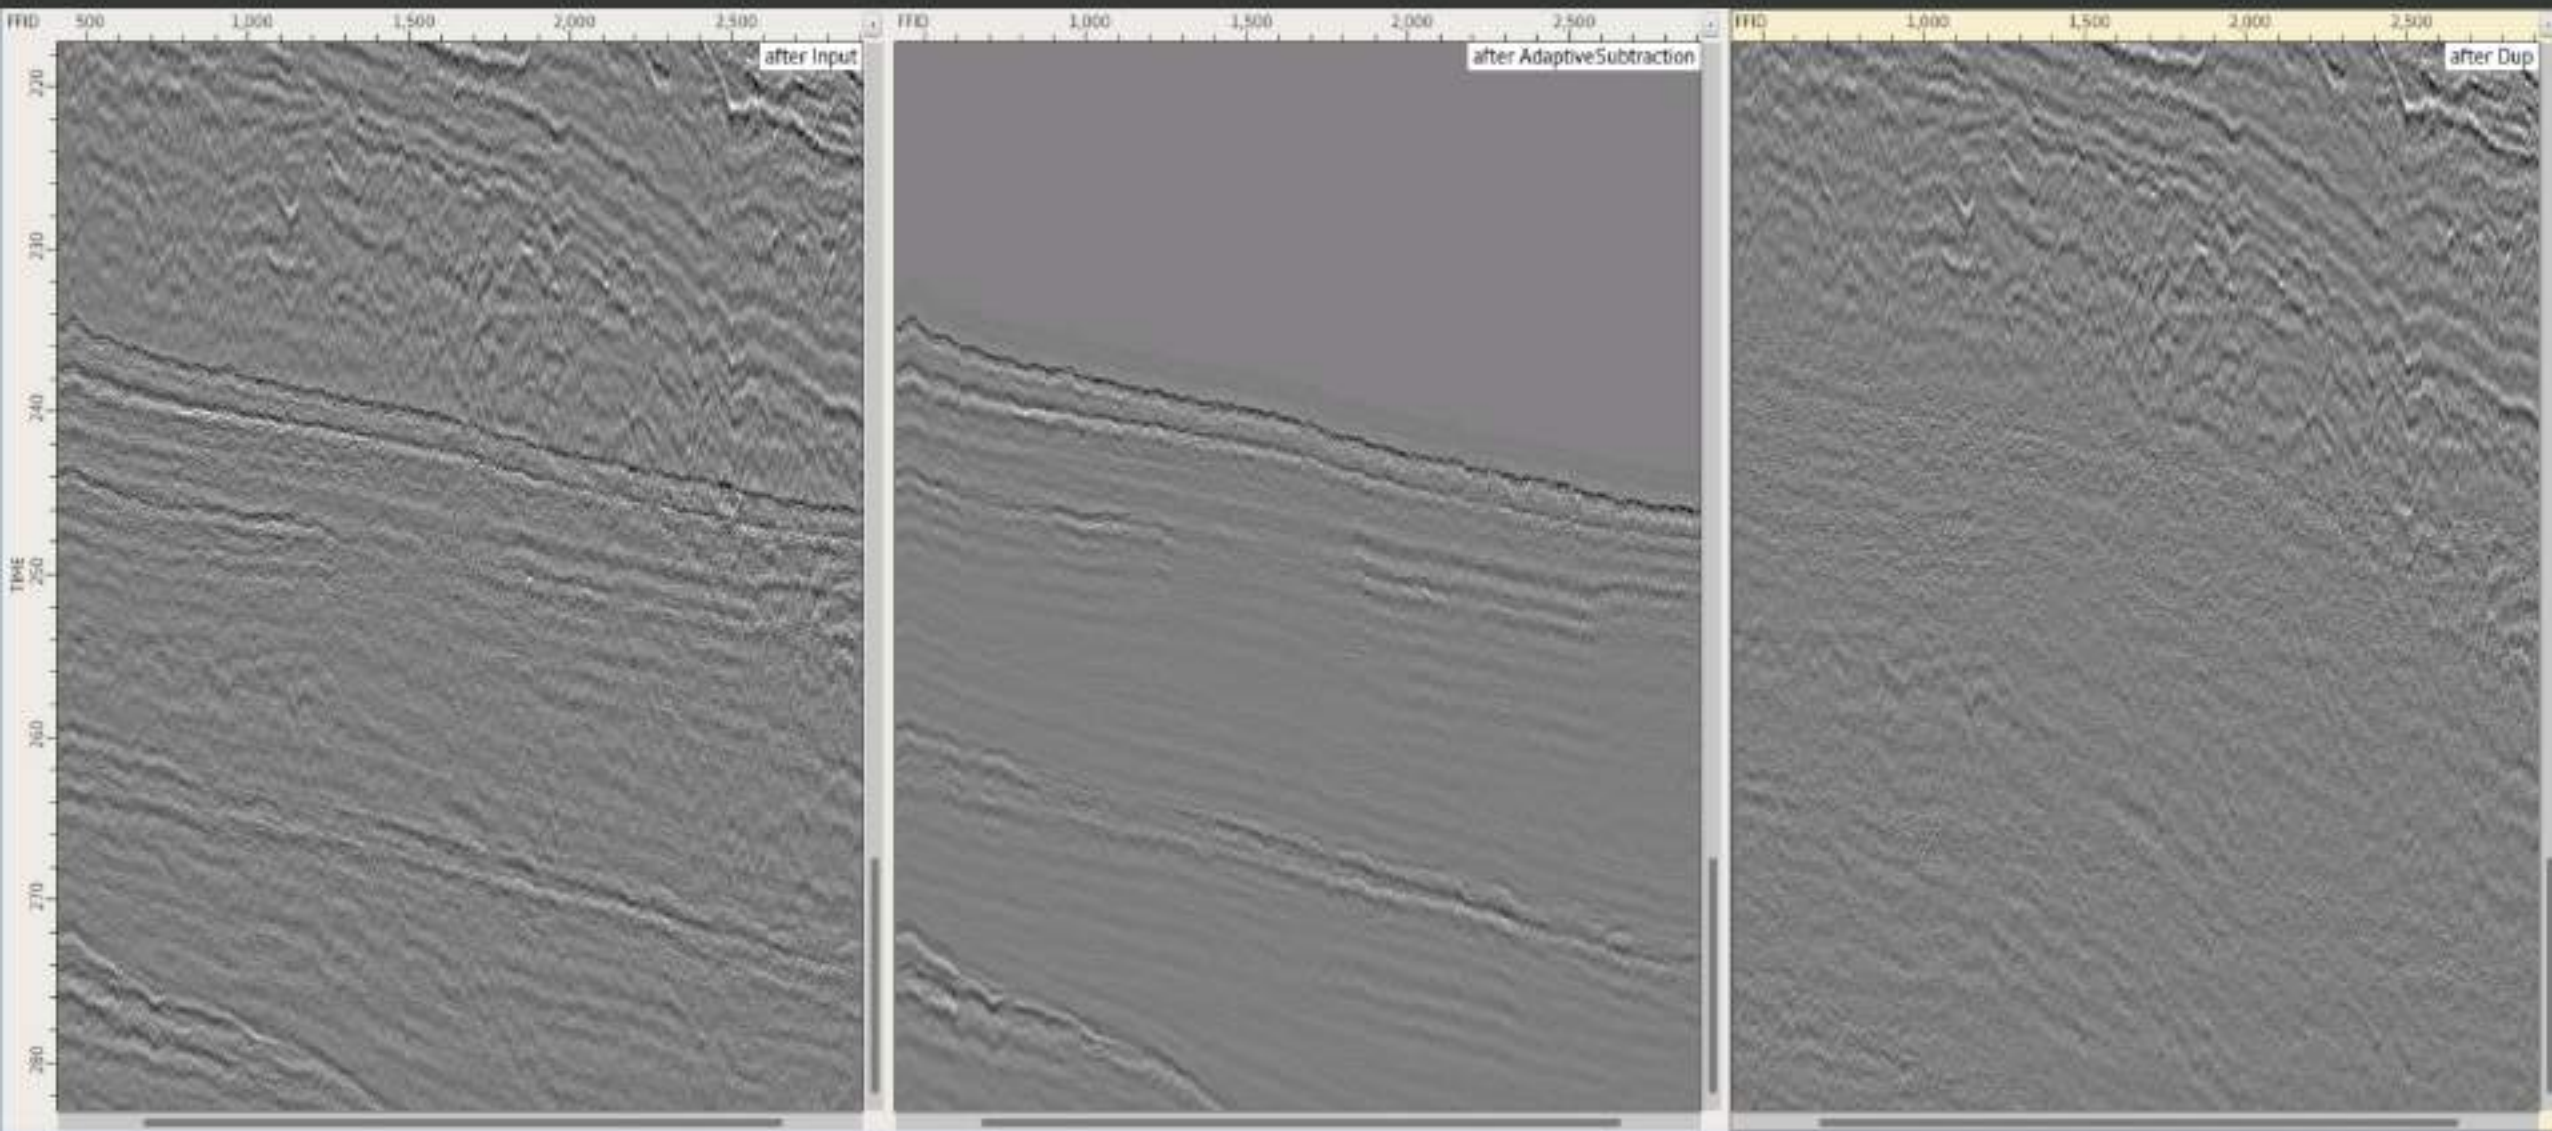 FFID 500 1,000 1,500 2,000 2,500
FFID 1,000 1,500 2,000 2,500
FFID 1,000 1,500 2,000 2,500
after Input
after AdaptiveSubtraction
after Dup
TIME
220
230
240
250
260
270
280